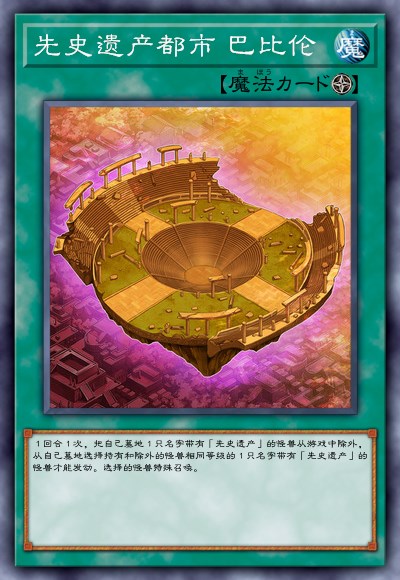 先史遗产都市 巴比伦
魔
【魔法カード】
まほう
1回合1次，把自己墓地1只名字带有「先史遗产」的怪兽从游戏中除外，
从自己墓地选择持有和除外的怪兽相同等级的1只名字带有「先史遗产」的
怪兽才能发动。选择的怪兽特殊召唤。